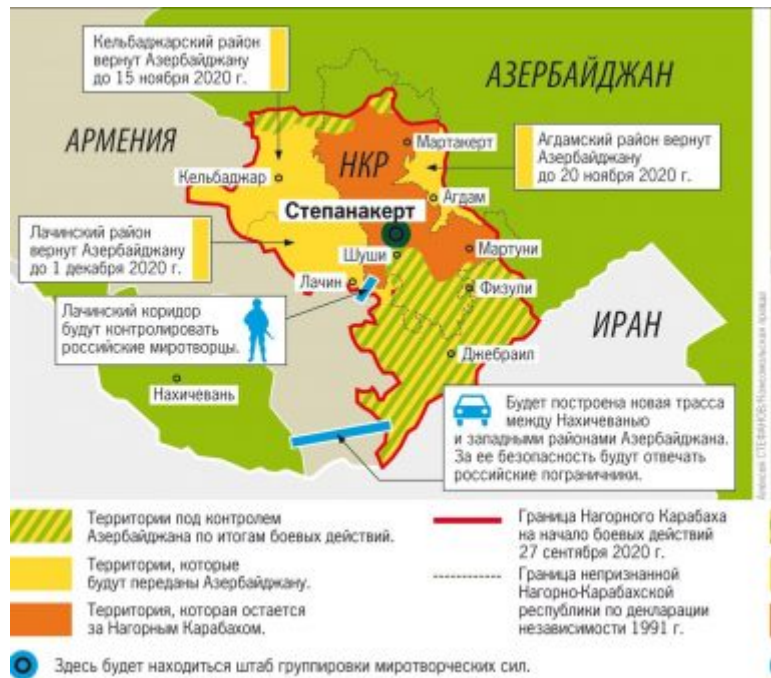 Кельбаджарский район
вернут Азербайджану
до 15 ноября 2020 г.
АЗЕРБАЙДЖАН
АРМЕНИЯ
Мартакерт
НКР
Агдамский район вернут
Азербайджану
до 20 ноября 2020 г.
Кельбаджар
Агдам
Степанакерт
Лачинский район
вернут Азербайджану
до 1 декабря 2020 г.
Шуши
Мартуни
Лачин
Физули
Лачинский коридор
будут контролировать
российские миротворцы.
ИРАН
Джебраил
Нахичевань
Будет построена новая трасса
между Нахичеванью
и западными районами Азербайджана.
За ее безопасность будут отвечать
российские пограничники.
Алексей СТЕФАНОВ/Комсомольская правда
Территории под контролем
Азербайджана по итогам боевых действий.
Территории, которые
будут переданы Азербайджану.
Территория, которая остается
за Нагорным Карабахом.
Граница Нагорного Карабаха
на начало боевых действий
27 сентября 2020 г.
Граница непризнанной
Нагорно-Карабахской
республики по декларации
независимости 1991 г.
Здесь будет находиться штаб группировки миротворческих сил.